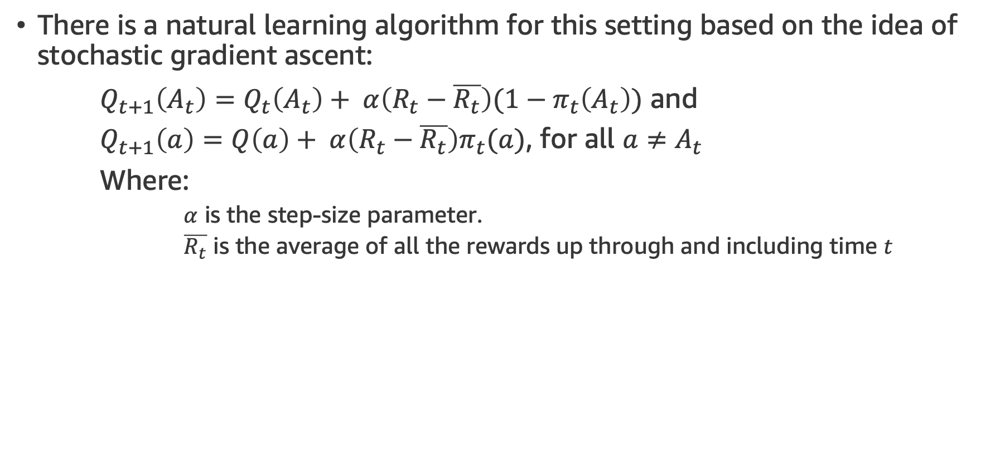 • There is a natural learning algorithm for this setting based on the idea of
stochastic gradient ascent:
$Q_{t+1}(A_t) = Q_t(A_t) + \alpha(R_t - \overline{R_t})(1 - \pi_t(A_t))$ and
$Q_{t+1}(a) = Q(a) + \alpha(R_t - \overline{R_t})\pi_t(a)$, for all $a \neq A_t$
Where:
$\alpha$ is the step-size parameter.
$\overline{R_t}$ is the average of all the rewards up through and including time $t$